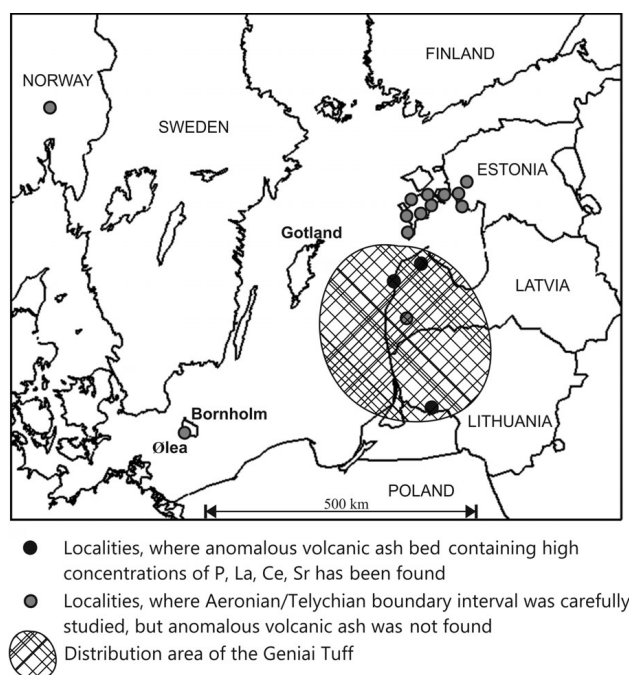 FINLAND
NORWAY
SWEDEN
ESTONIA
Gotland
LATVIA
Bornholm
Ølea
LITHUANIA
POLAND
500 km
Localities, where anomalous volcanic ash bed containing high
concentrations of P, La, Ce, Sr has been found
Localities, where Aeronian/Telychian boundary interval was carefully
studied, but anomalous volcanic ash was not found
Distribution area of the Geniai Tuff